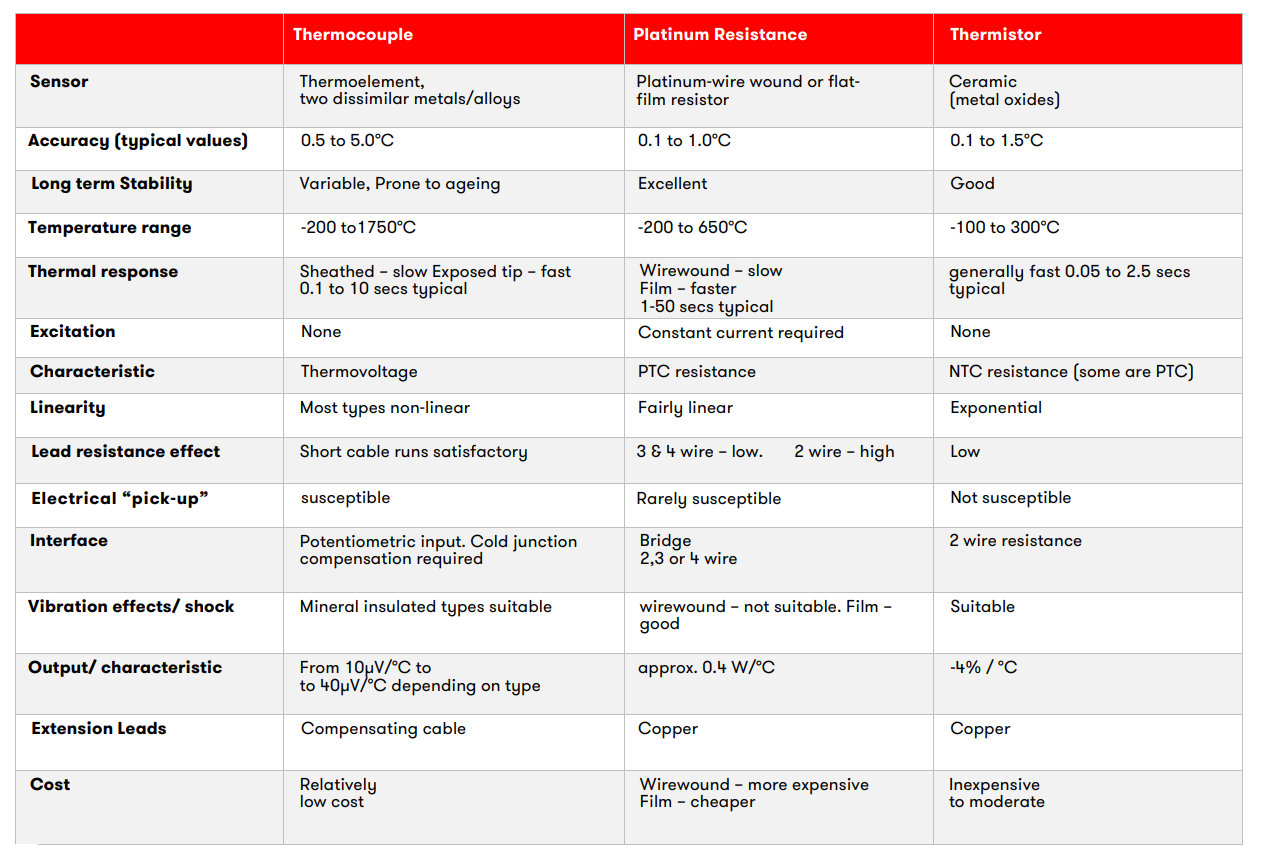 Thermocouple Platinum Resistance Thermistor
Sensor
Thermoelement,
two dissimilar metals/alloys
Platinum-wire wound or flat-
film resistor
Ceramic
(metal oxides)
Accuracy (typical values)
0.5 to 5.0°C
0.1 to 1.0°C
0.1 to 1.5°C
Long term Stability
Variable, Prone to ageing
Excellent
Good
Temperature range
-200 to1750°C
-200 to 650°C
-100 to 300°C
Thermal response
Sheathed – slow Exposed tip – fast
0.1 to 10 secs typical
Wirewound – slow
Film – faster
1-50 secs typical
generally fast 0.05 to 2.5 secs
typical
Excitation
None
Constant current required
None
Characteristic
Thermovoltage
PTC resistance
NTC resistance (some are PTC)
Linearity
Most types non-linear
Fairly linear
Exponential
Lead resistance effect
Short cable runs satisfactory
3 & 4 wire – low. 2 wire – high
Low
Electrical “pick-up”
susceptible
Rarely susceptible
Not susceptible
Interface
Potentiometric input. Cold junction
compensation required
Bridge
2,3 or 4 wire
2 wire resistance
Vibration effects/ shock
Mineral insulated types suitable
wirewound – not suitable. Film –
good
Suitable
Output/ characteristic
From 10µV/°C to
to 40µV/°C depending on type
approx. 0.4 W/°C
-4% / °C
Extension Leads
Compensating cable
Copper
Copper
Cost
Relatively
low cost
Wirewound – more expensive
Film – cheaper
Inexpensive
to moderate